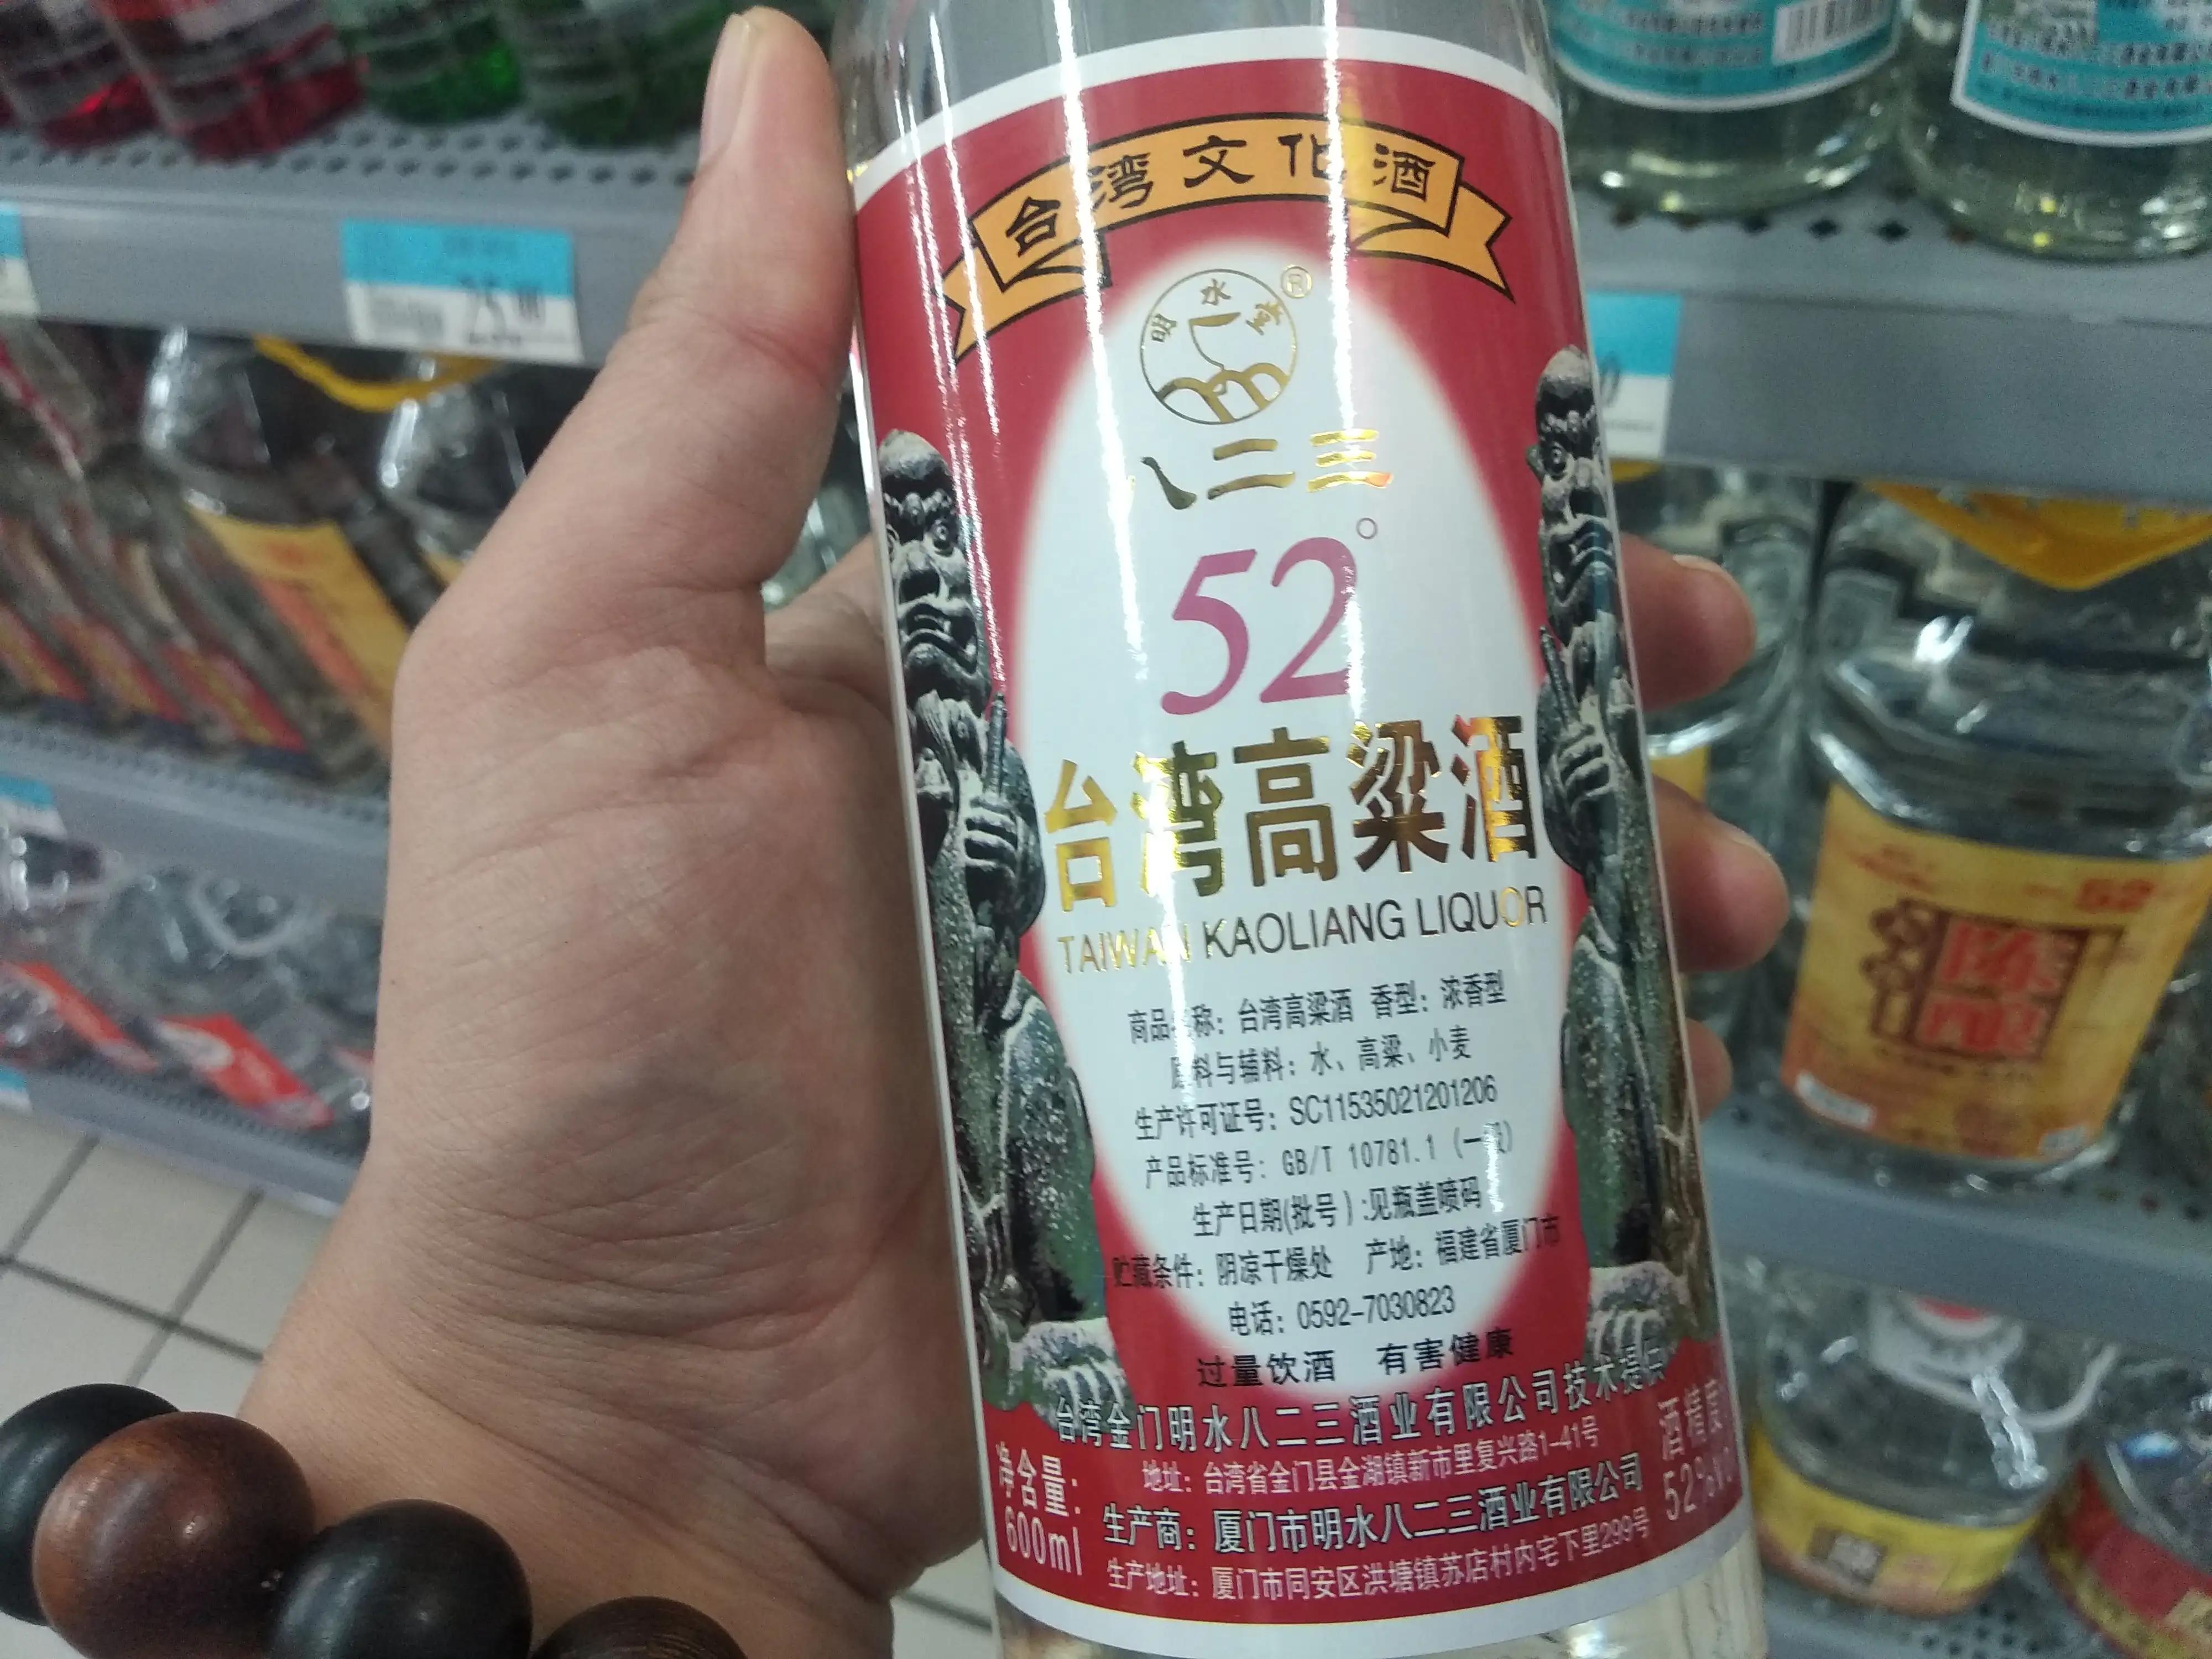 台湾文化酒
明水
®
八二三
52°
台湾高粱酒
TAIWAN KAOLIANG LIQUOR
商品名称：台湾高粱酒 香型：浓香型
原料与辅料：水、高粱、小麦
生产许可证号：SC11535021201206
产品标准号：GB/T 10781.1（一级）
生产日期(批号)：见瓶盖喷码
贮藏条件：阴凉干燥处 产地：福建省厦门市
电话：0592-7030823
过量饮酒 有害健康
台湾金门明水八二三酒业有限公司技术提供
地址：台湾省金门县金湖镇新市里复兴路1-41号
净含量：
600ml
生产商：厦门市明水八二三酒业有限公司
生产地址：厦门市同安区洪塘镇苏店村内宅下里299号
酒精度：
52%vo
陈
52